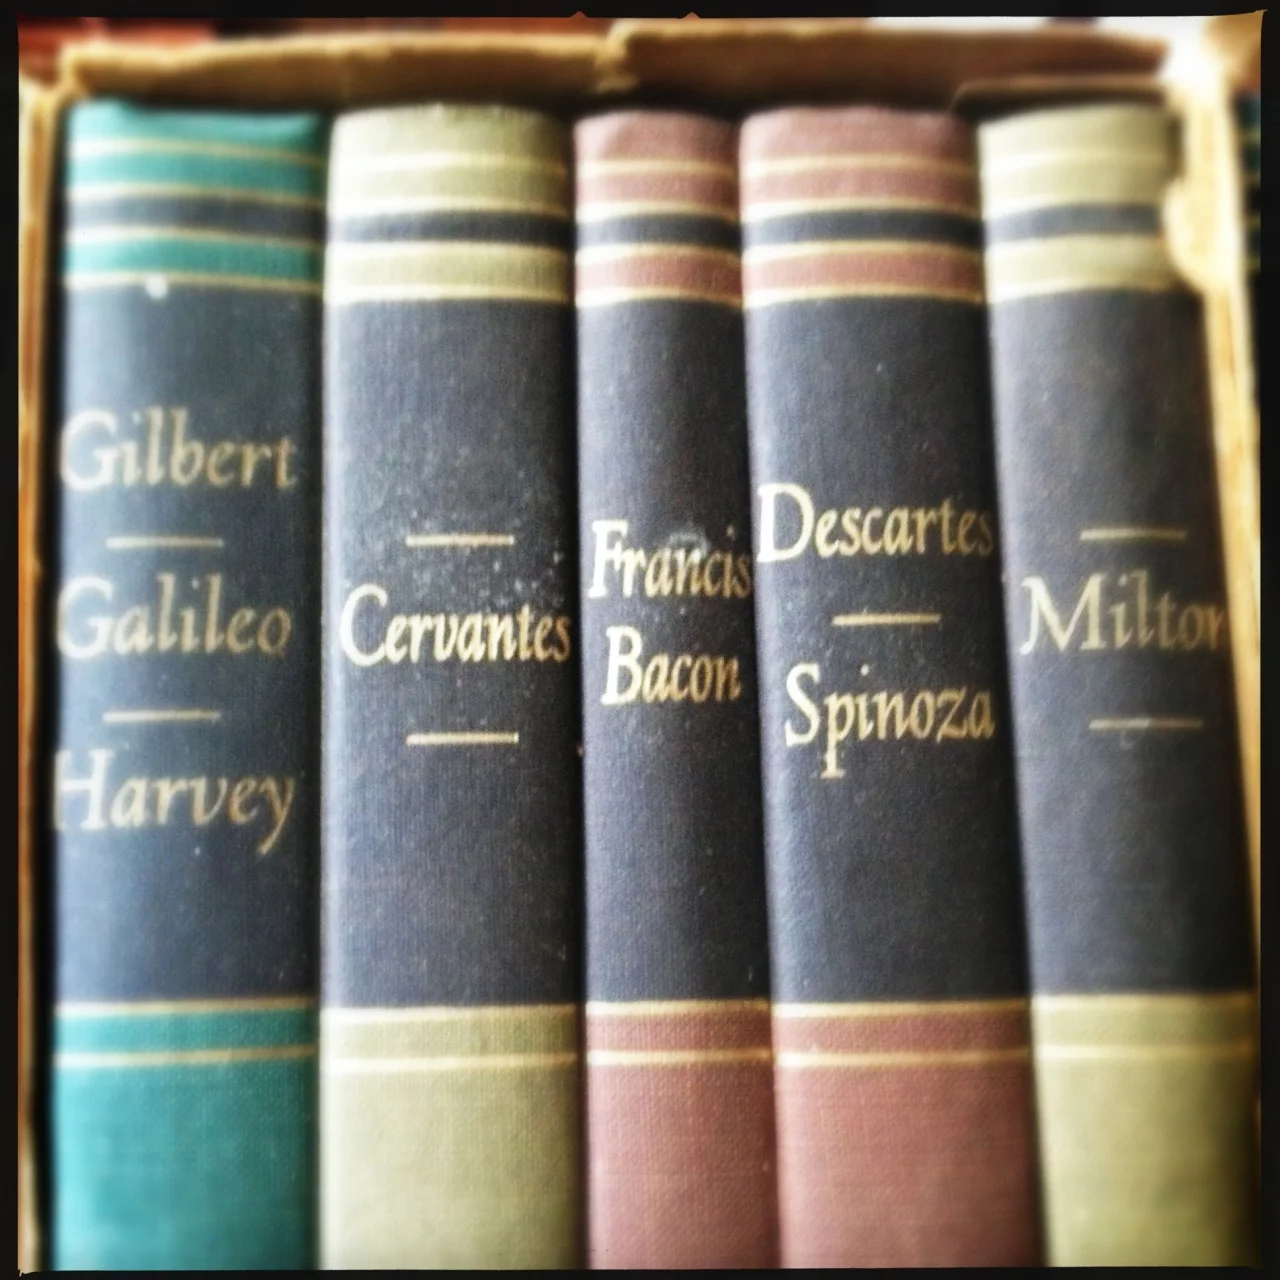 Gilbert
Galileo
Harvey
Cervantes
Francis
Bacon
Descartes
Spinoza
Milton